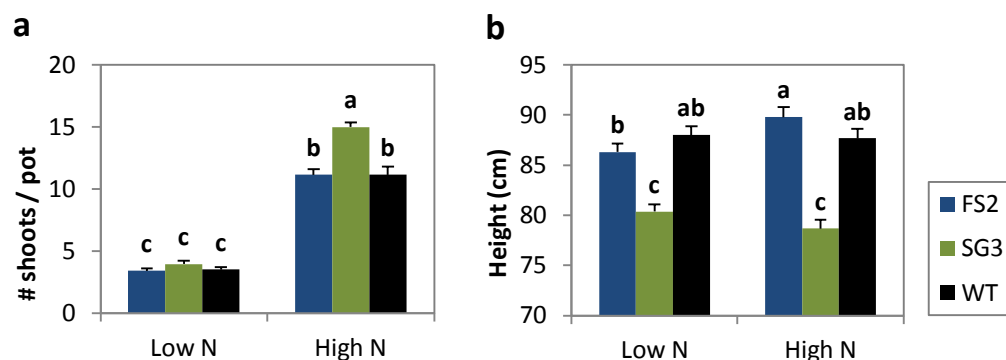 a
# shoots / pot
20
15
10
5
0
c c c
b a b
Low N High N
b
Height (cm)
95
90
85
80
75
70
b c ab
a c ab
Low N High N
FS2
SG3
WT